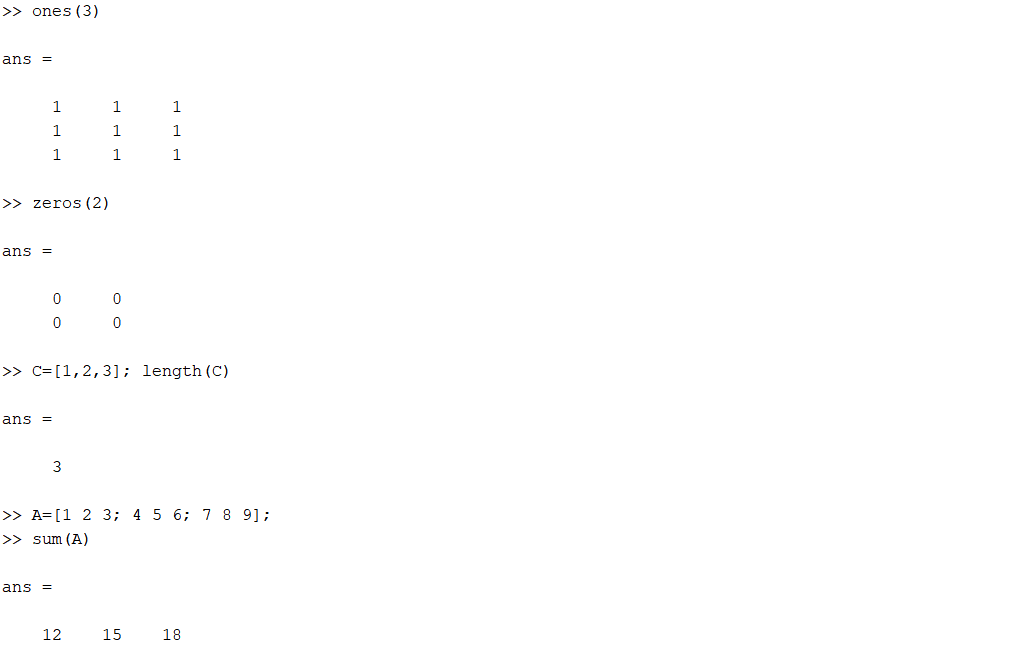 >> ones(3)
ans =
1 1 1
1 1 1
1 1 1
>> zeros(2)
ans =
0 0
0 0
>> C=[1,2,3]; length(C)
ans =
3
>> A=[1 2 3; 4 5 6; 7 8 9];
>> sum(A)
ans =
12 15 18